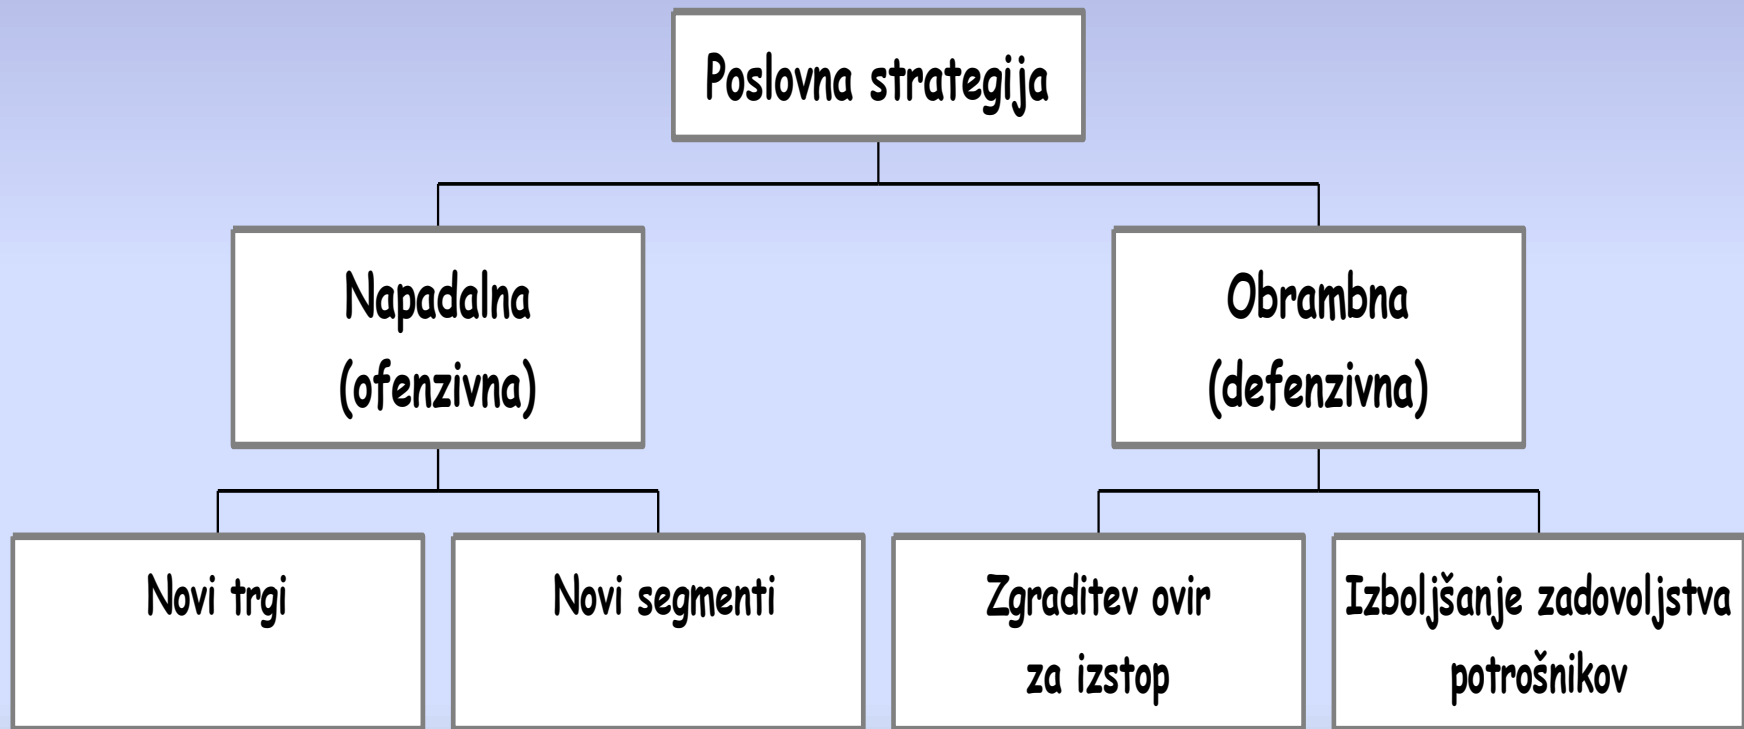 Poslovna strategija
Napadalna
(ofenzivna)
Obrambna
(defenzivna)
Novi trgi
Novi segmenti
Zgraditev ovir
za izstop
Izboljšanje zadovoljstva
potrošnikov